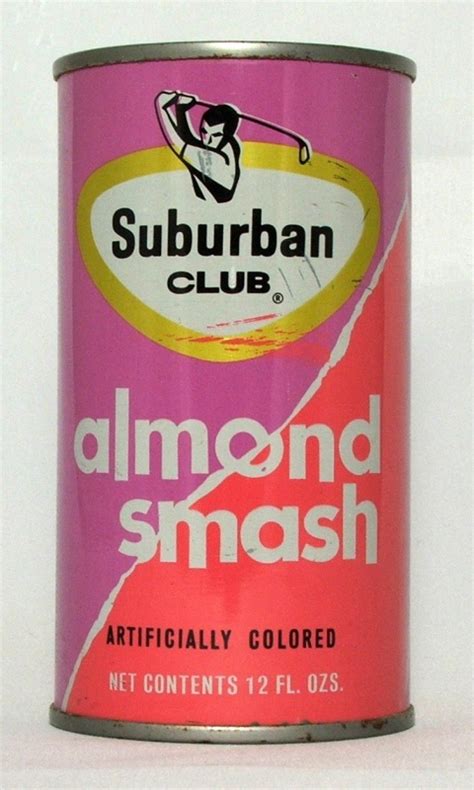 Suburban
CLUB ®
almond
smash
ARTIFICIALLY COLORED
NET CONTENTS 12 FL. OZS.